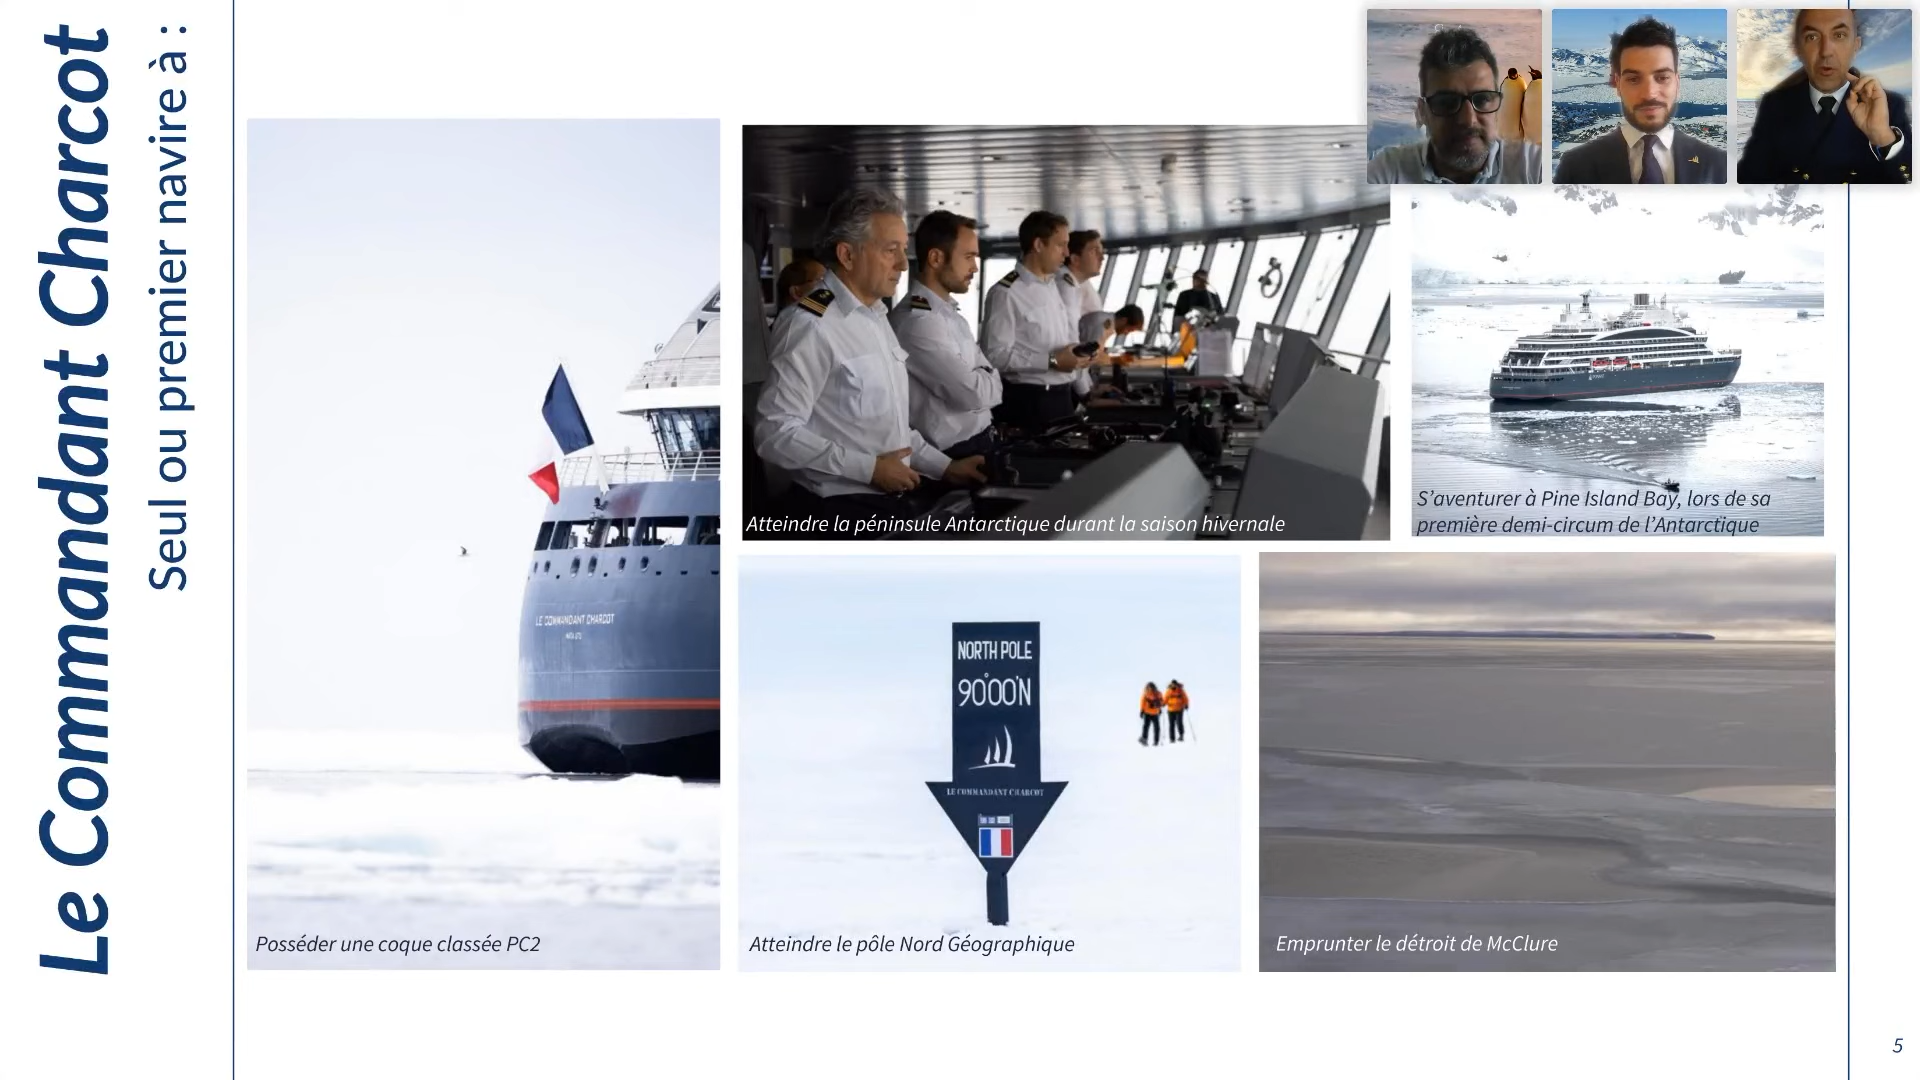 Le Commandant Charcot
Seul ou premier navire à :
LE COMMANDANT CHARCOT
Posséder une coque classée PC2
Atteindre la péninsule Antarctique durant la saison hivernale
S’aventurer à Pine Island Bay, lors de sa
première demi-circum de l’Antarctique
NORTH POLE
90°00'N
LE COMMANDANT CHARCOT
Atteindre le pôle Nord Géographique
Emprunter le détroit de McClure
5